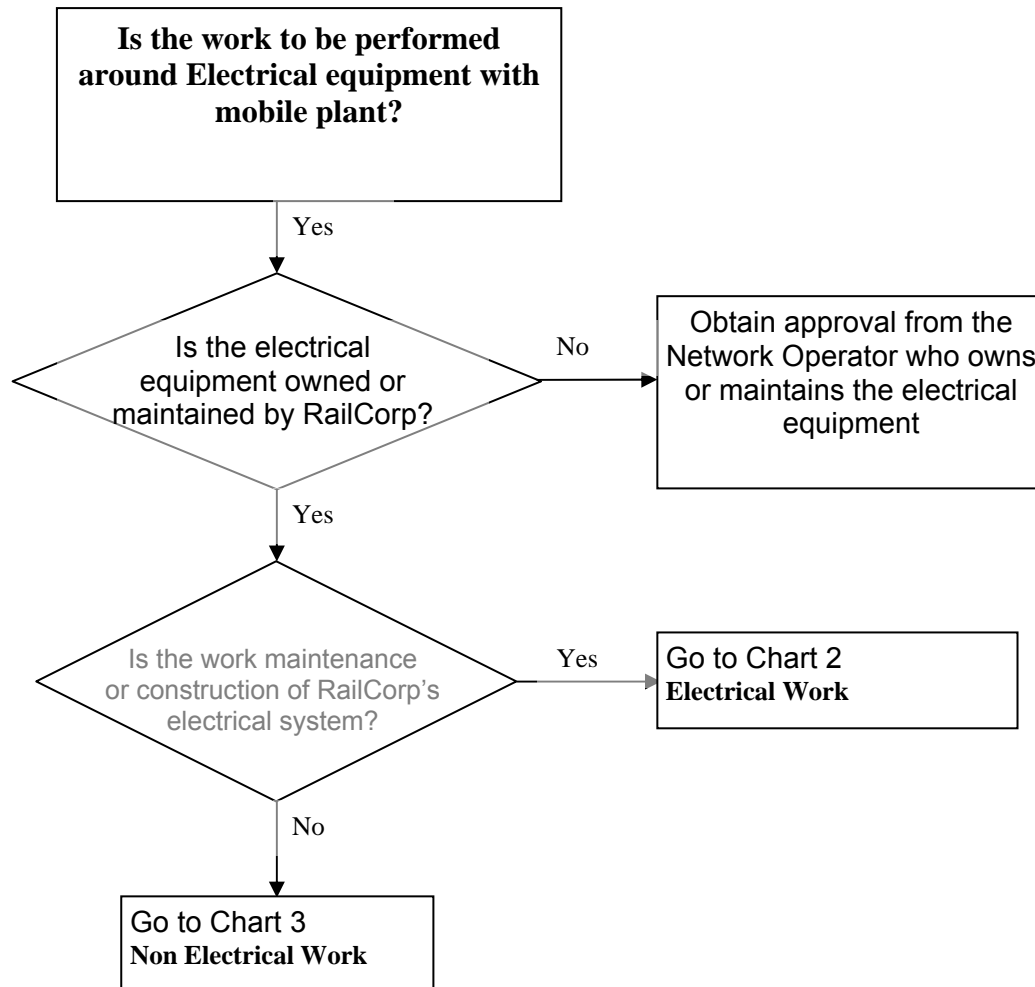 Is the work to be performed
around Electrical equipment with
mobile plant?
Yes
Is the electrical
equipment owned or
maintained by RailCorp?
No
Obtain approval from the
Network Operator who owns
or maintains the electrical
equipment
Yes
Is the work maintenance
or construction of RailCorp's
electrical system?
Yes
Go to Chart 2
Electrical Work
No
Go to Chart 3
Non Electrical Work